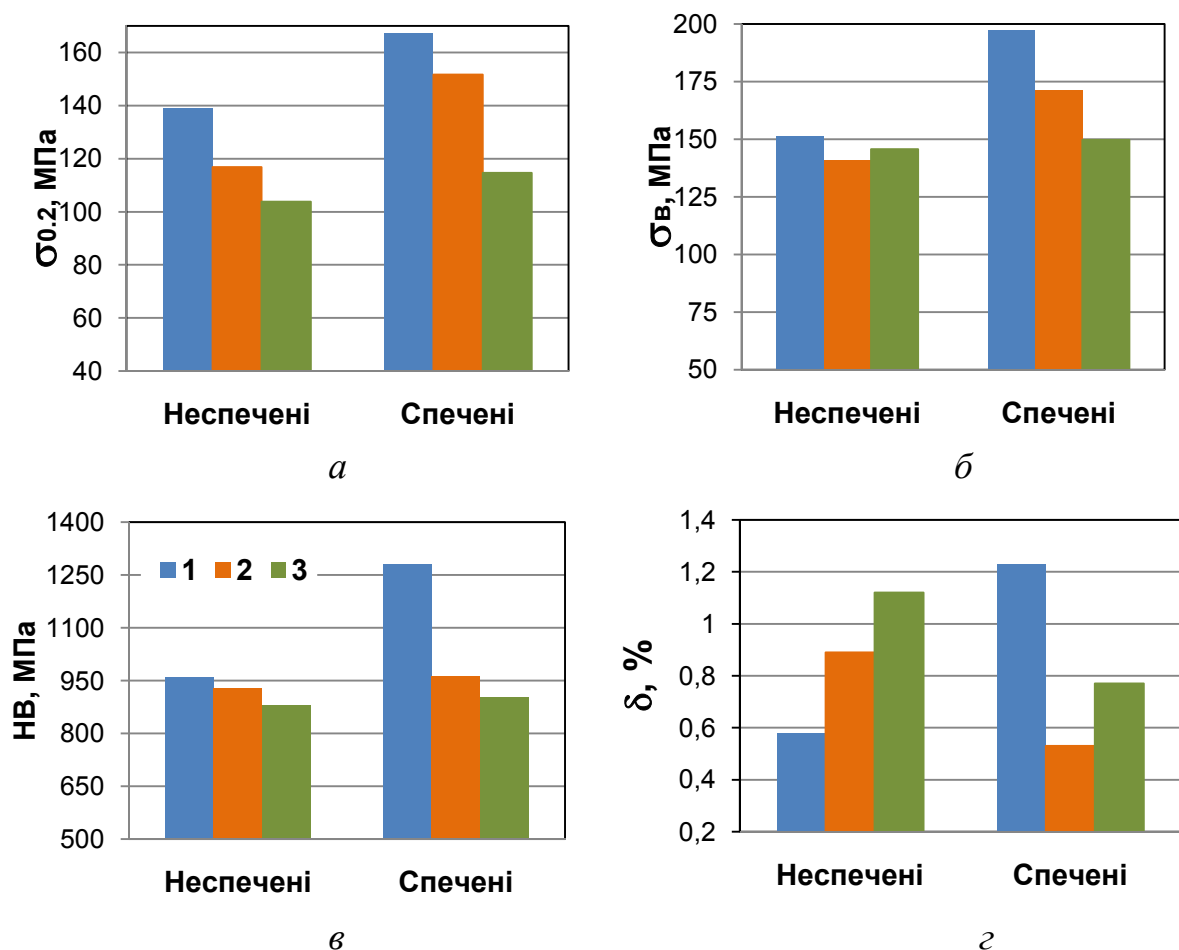 σ0.2, МПа
160
140
120
100
80
60
40
Неспечені Спечені
а
σв, МПа
200
175
150
125
100
75
50
Неспечені Спечені
б
НВ, МПа
1400
1250
1100
950
800
650
500
1 2 3
Неспечені Спечені
в
δ, %
1,4
1,2
1
0,8
0,6
0,4
0,2
Неспечені Спечені
г